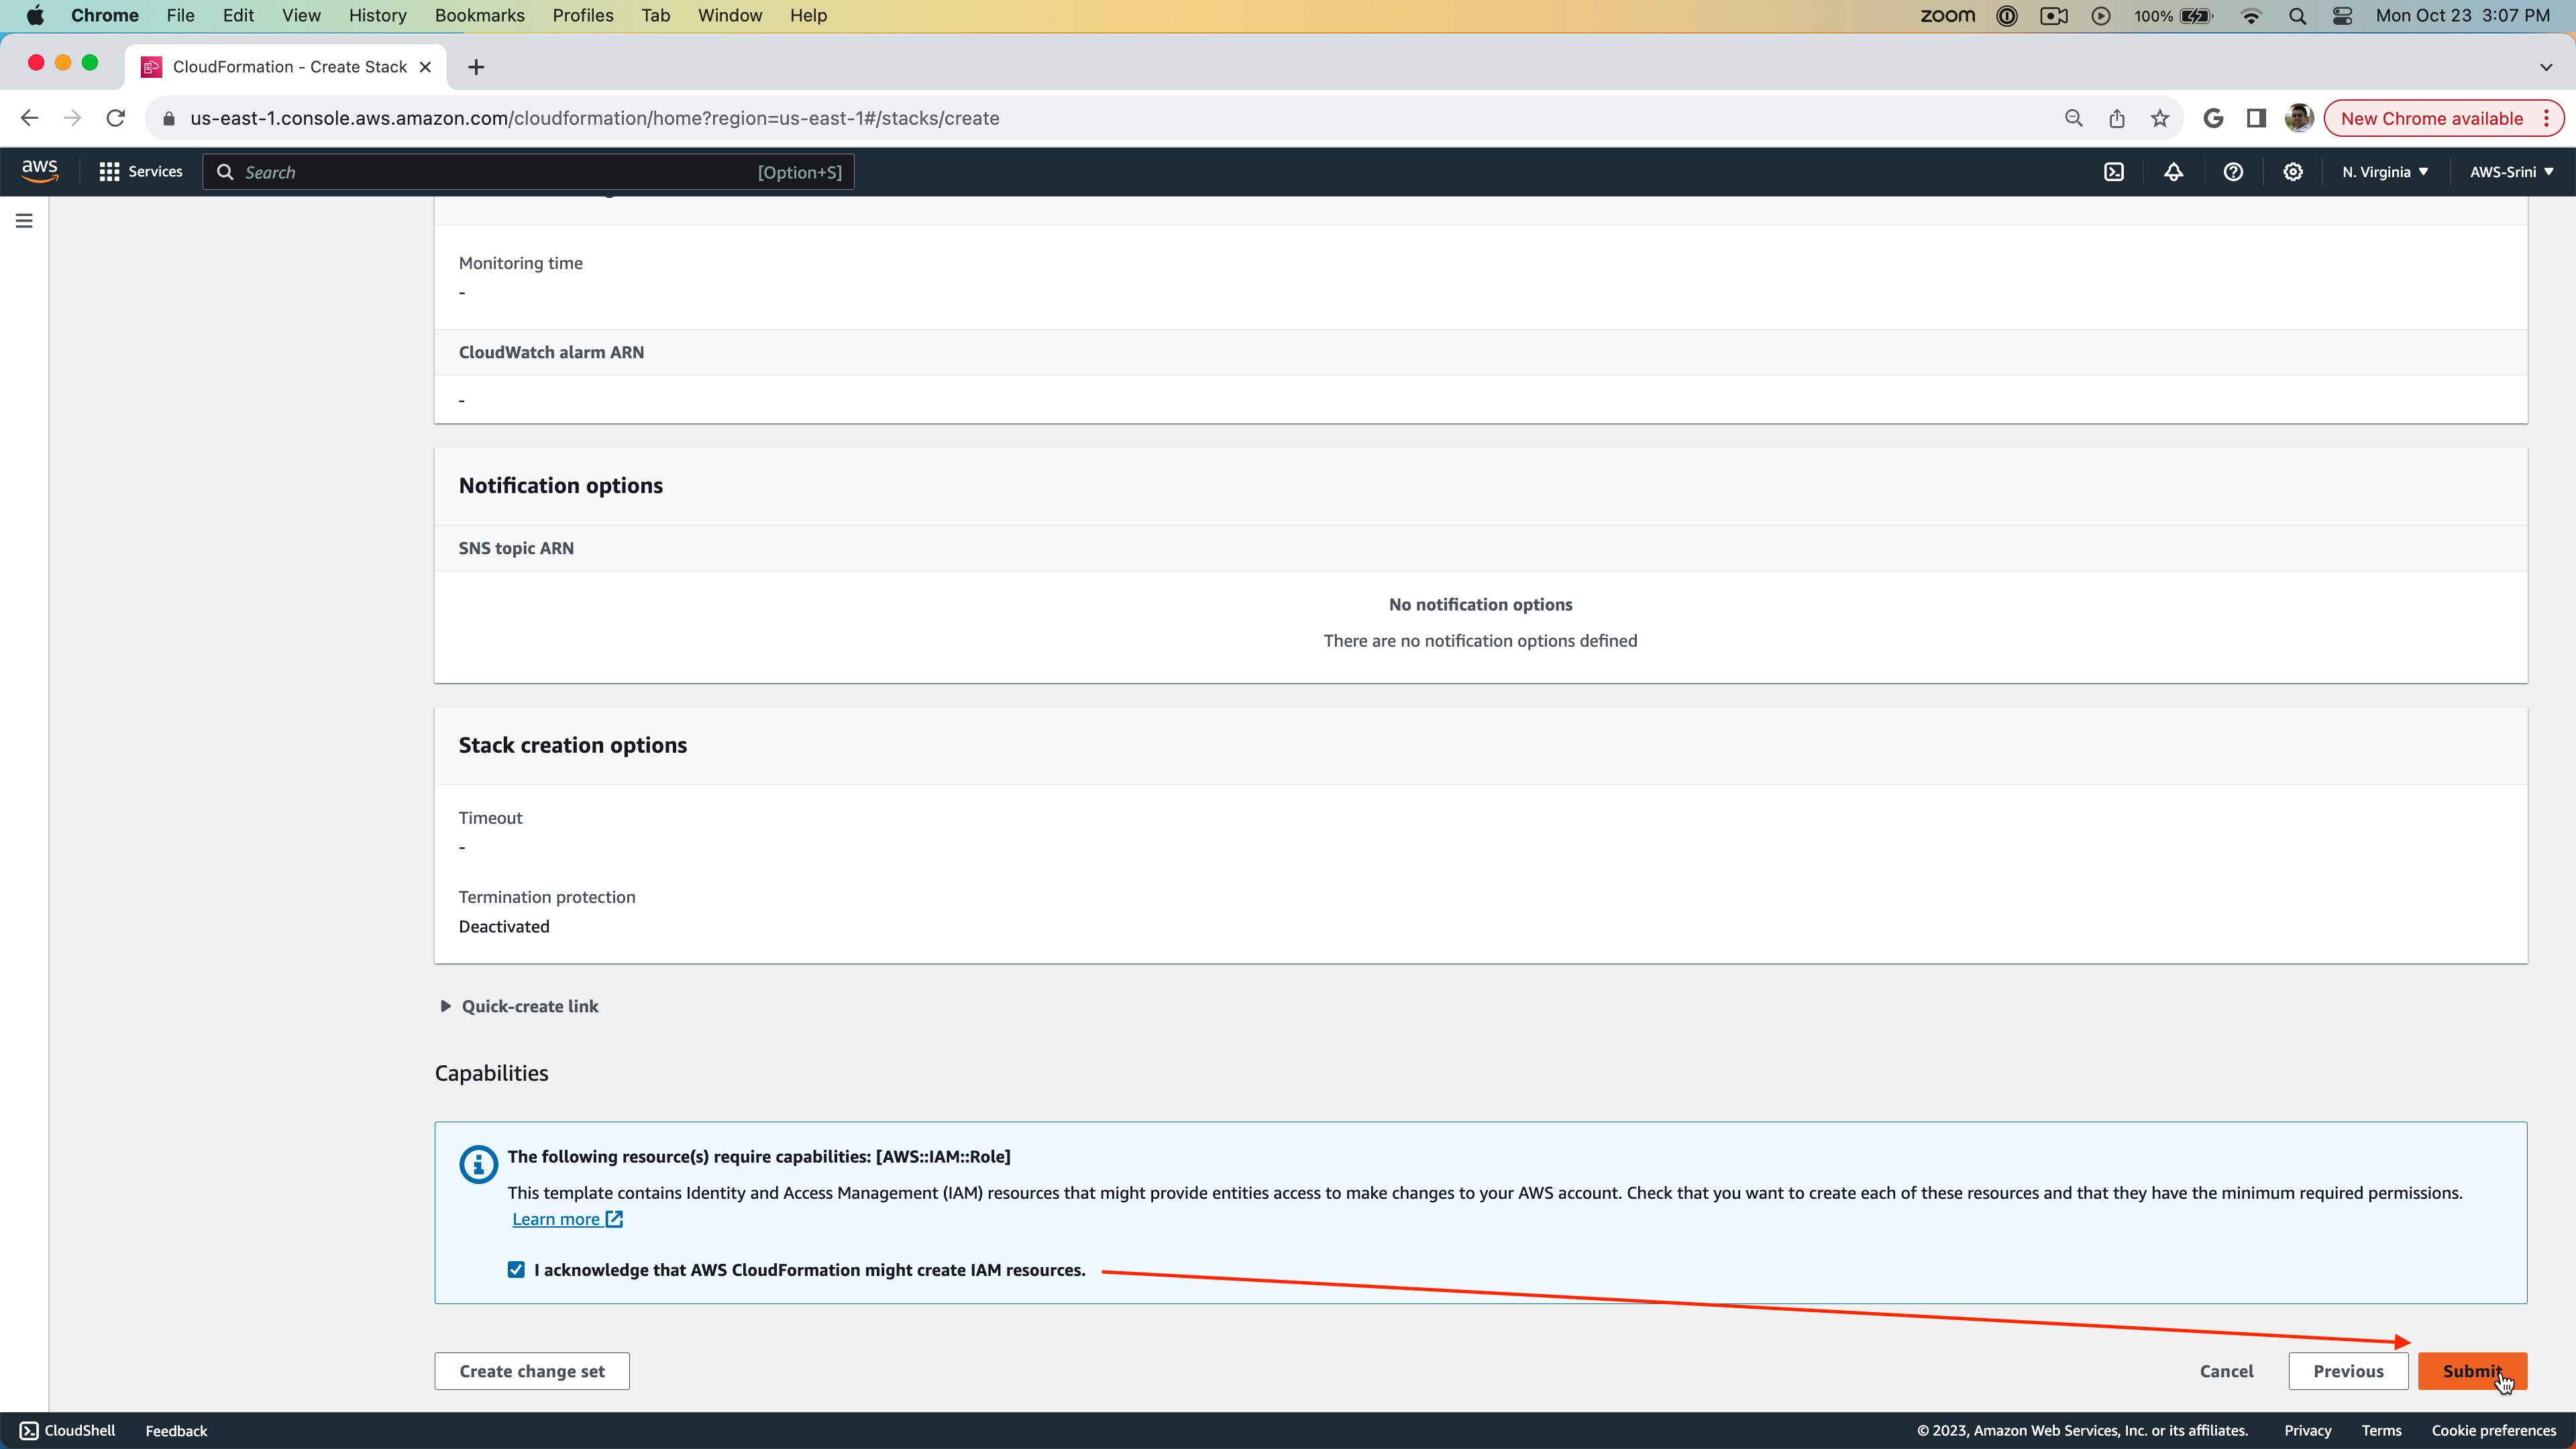 Chrome File Edit View History Bookmarks Profiles Tab Window Help zoom 100% Mon Oct 23 3:07 PM
CloudFormation - Create Stack
us-east-1.console.aws.amazon.com/cloudformation/home?region=us-east-1#/stacks/create New Chrome available
aws Services Search [Option+S] N. Virginia AWS-Srini
Monitoring time
-
CloudWatch alarm ARN
-
Notification options
SNS topic ARN
No notification options
There are no notification options defined
Stack creation options
Timeout
-
Termination protection
Deactivated
Quick-create link
Capabilities
The following resource(s) require capabilities: [AWS::IAM::Role]
This template contains Identity and Access Management (IAM) resources that might provide entities access to make changes to your AWS account. Check that you want to create each of these resources and that they have the minimum required permissions.
Learn more
I acknowledge that AWS CloudFormation might create IAM resources.
Create change set Cancel Previous Submit
CloudShell Feedback © 2023, Amazon Web Services, Inc. or its affiliates. Privacy Terms Cookie preferences